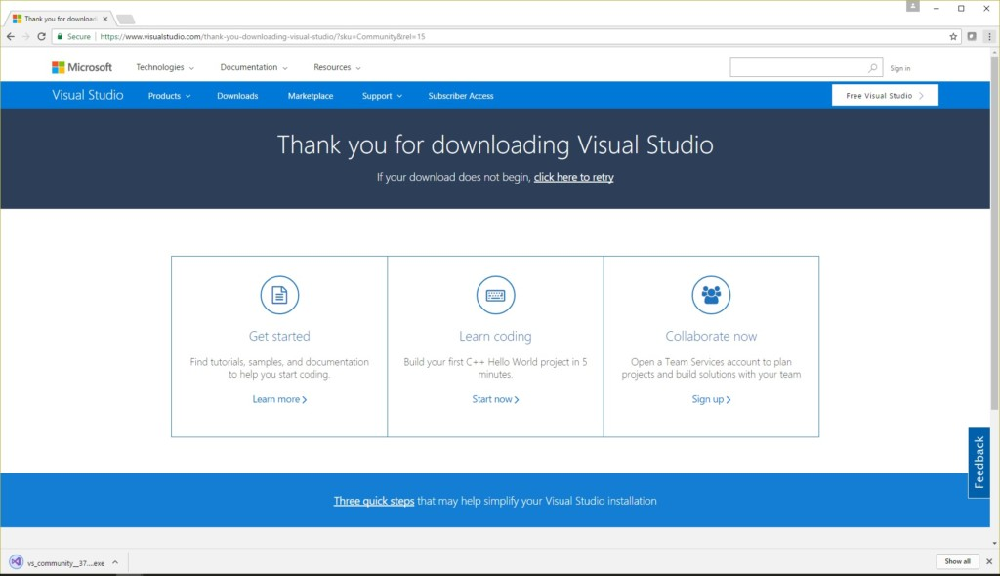 Thank you for download
Secure https://www.visualstudio.com/thank-you-downloading-visual-studio/?sku=Community&rel=15
Microsoft Technologies Documentation Resources Sign in
Visual Studio Products Downloads Marketplace Support Subscriber Access Free Visual Studio
Thank you for downloading Visual Studio
If your download does not begin, click here to retry
Get started
Find tutorials, samples, and documentation
to help you start coding.
Learn more
Learn coding
Build your first C++ Hello World project in 5
minutes.
Start now
Collaborate now
Open a Team Services account to plan
projects and build solutions with your team
Sign up
Feedback
Three quick steps that may help simplify your Visual Studio installation
vs_community__37....exe Show all